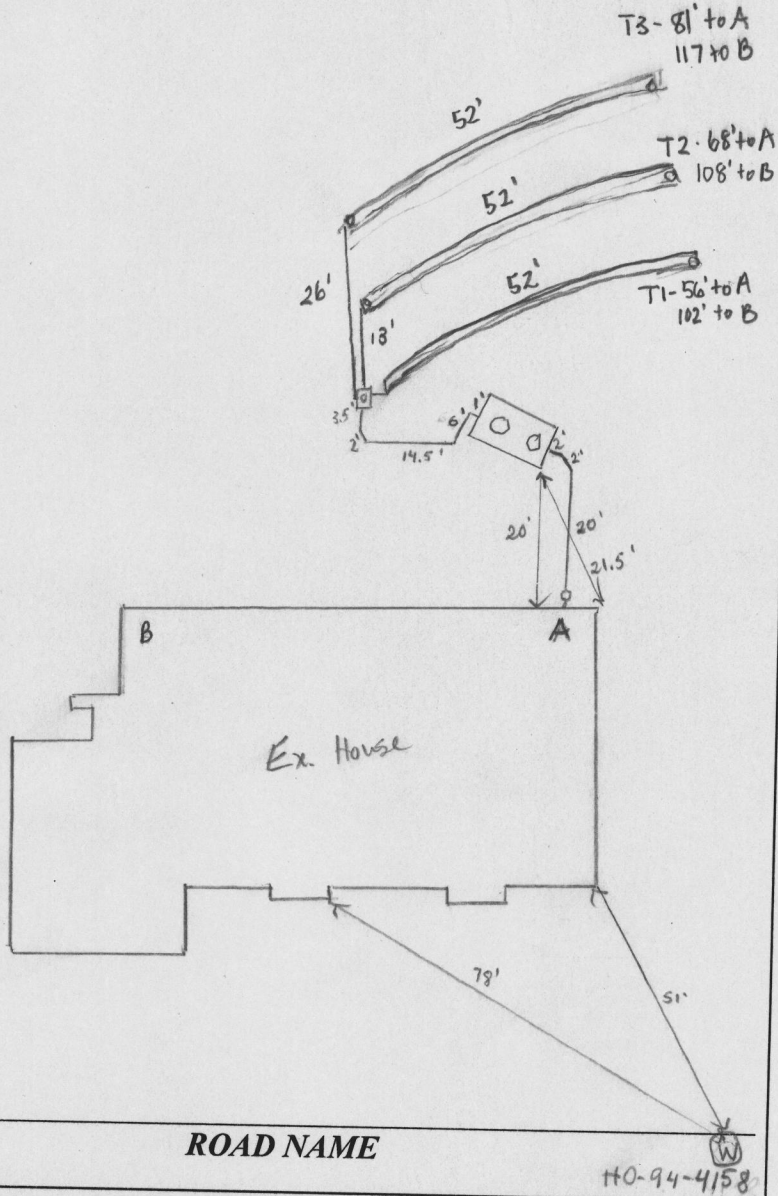 T3-81' to A
117 to B
52'
T2-68' to A
108' to B
52'
26'
52'
T1-56' to A
102' to B
13'
3.5'
6'
1'
2'
14.5'
2'
2'
20'
20'
21.5'
B
A
Ex. House
78'
51'
ROAD NAME
W
HO-94-4158